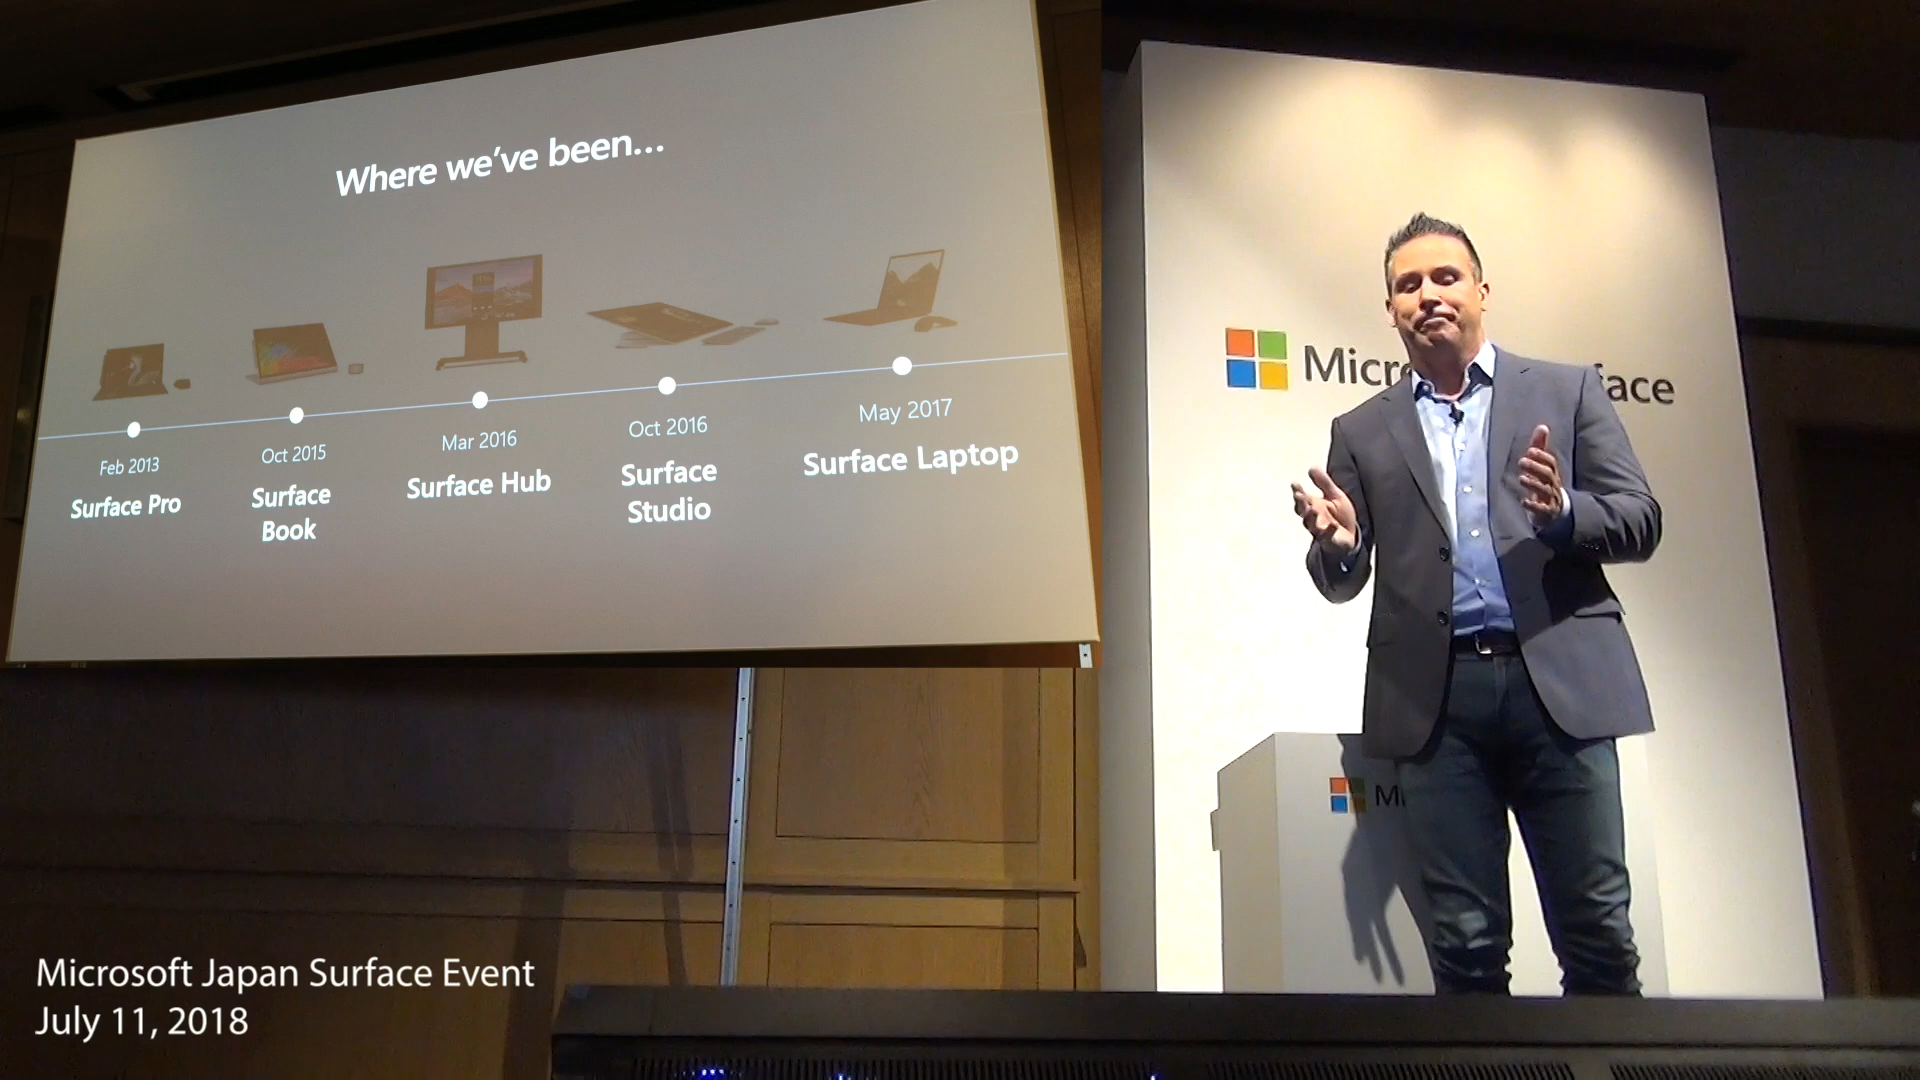 Where we've been...
Feb 2013
Surface Pro
Oct 2015
Surface
Book
Mar 2016
Surface Hub
Oct 2016
Surface
Studio
May 2017
Surface Laptop
Micr face
Mi
Microsoft Japan Surface Event
July 11, 2018